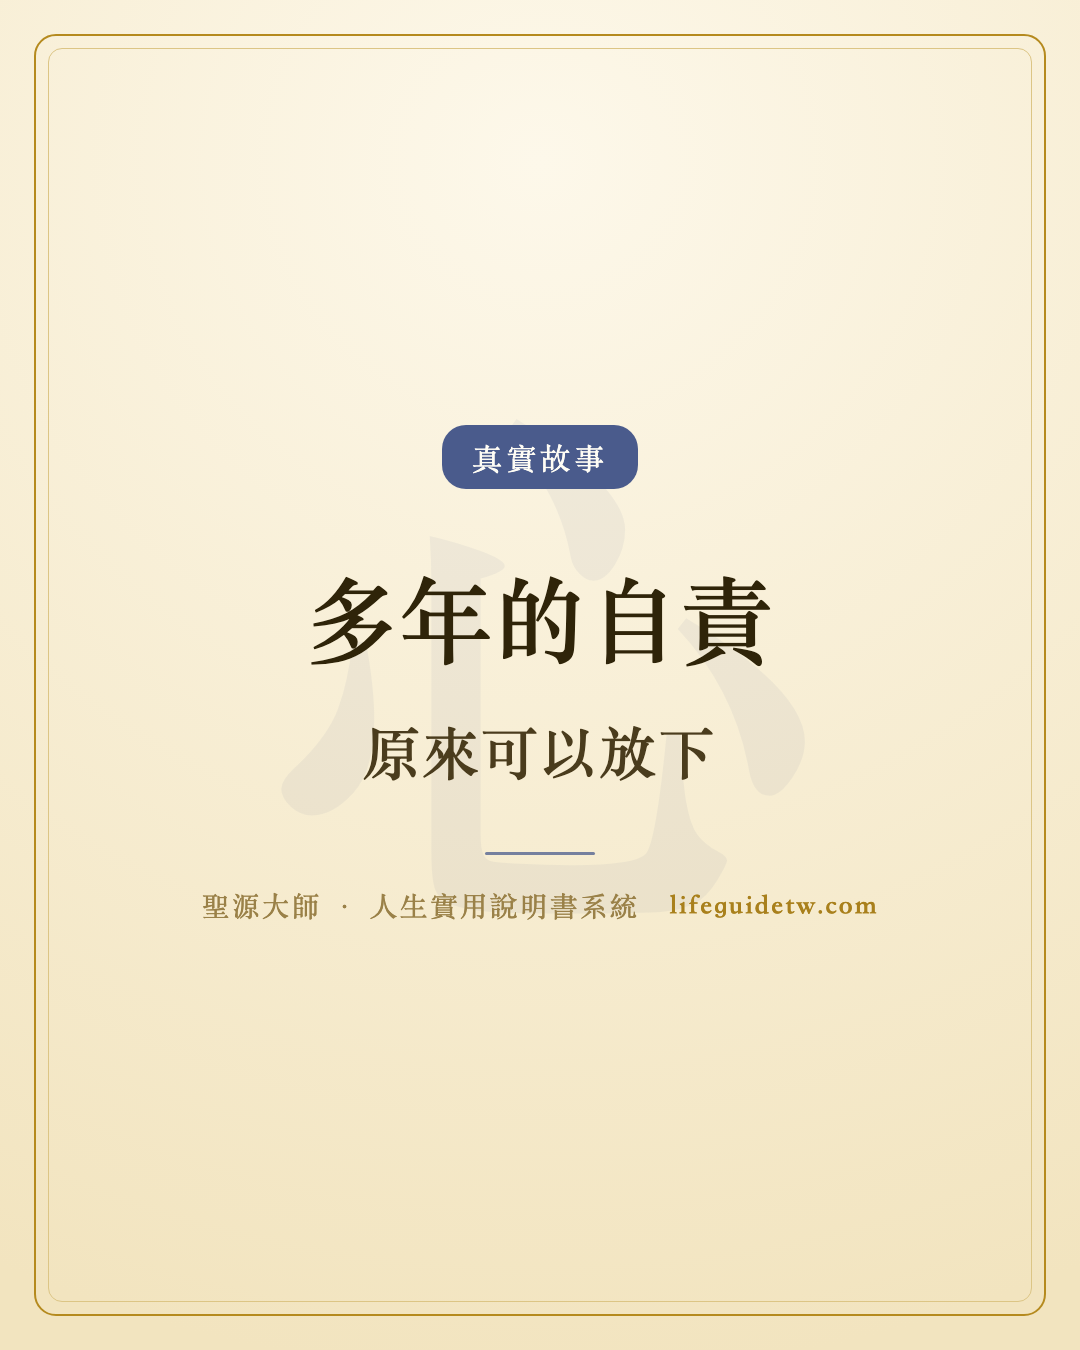 真實故事
多年的自責
原來可以放下
聖源大師 · 人生實用說明書系統 lifeguidetw.com
心